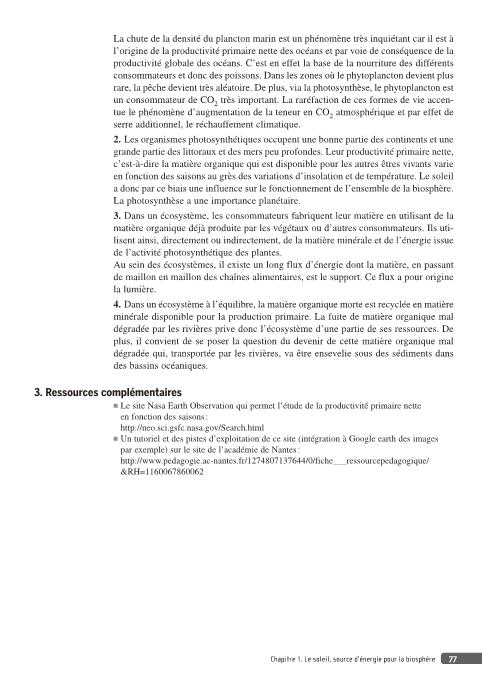 La chute de la densité du plancton marin est un phénomène très inquiétant car il est à
l'origine de la productivité primaire nette des océans et par voie de conséquence de la
productivité globale des océans. C'est en effet la base de la nourriture des différents
consommateurs et donc des poissons. Dans les zones où le phytoplancton devient plus
rare, la pêche devient très aléatoire. De plus, via la photosynthèse, le phytoplancton est
un consommateur de CO₂ très important. La raréfaction de ces formes de vie accen-
tue le phénomène d'augmentation de la teneur en CO₂ atmosphérique et par effet de
serre additionnel, le réchauffement climatique.
2. Les organismes photosynthétiques occupent une bonne partie des continents et une
grande partie des littoraux et des mers peu profondes. Leur productivité primaire nette,
c'est-à-dire la matière organique qui est disponible pour les autres êtres vivants varie
en fonction des saisons au grès des variations d'insolation et de température. Le soleil
a donc par ce biais une influence sur le fonctionnement de l'ensemble de la biosphère.
La photosynthèse a une importance planétaire.
3. Dans un écosystème, les consommateurs fabriquent leur matière en utilisant de la
matière organique déjà produite par les végétaux ou d'autres consommateurs. Ils uti-
lisent ainsi, directement ou indirectement, de la matière minérale et de l'énergie issue
de l'activité photosynthétique des plantes.
Au sein des écosystèmes, il existe un long flux d'énergie dont la matière, en passant
de maillon en maillon des chaînes alimentaires, est le support. Ce flux a pour origine
la lumière.
4. Dans un écosystème à l'équilibre, la matière organique morte est recyclée en matière
minérale disponible pour la production primaire. La fuite de matière organique mal
dégradée par les rivières prive donc l'écosystème d'une partie de ses ressources. De
plus, il convient de se poser la question du devenir de cette matière organique mal
dégradée qui, transportée par les rivières, va être ensevelie sous des sédiments dans
des bassins océaniques.
3. Ressources complémentaires
■ Le site Nasa Earth Observation qui permet l'étude de la productivité primaire nette
en fonction des saisons :
http://neo.sci.gsfc.nasa.gov/Search.html
■ Un tutoriel et des pistes d'exploitation de ce site (intégration à Google earth des images
par exemple) sur le site de l'académie de Nantes :
http://www.pedagogie.ac-nantes.fr/1274807137644/0/fiche___ressourcepedagogique/
&RH=1160067860062
Chapitre 1. Le soleil, source d'énergie pour la biosphère 77